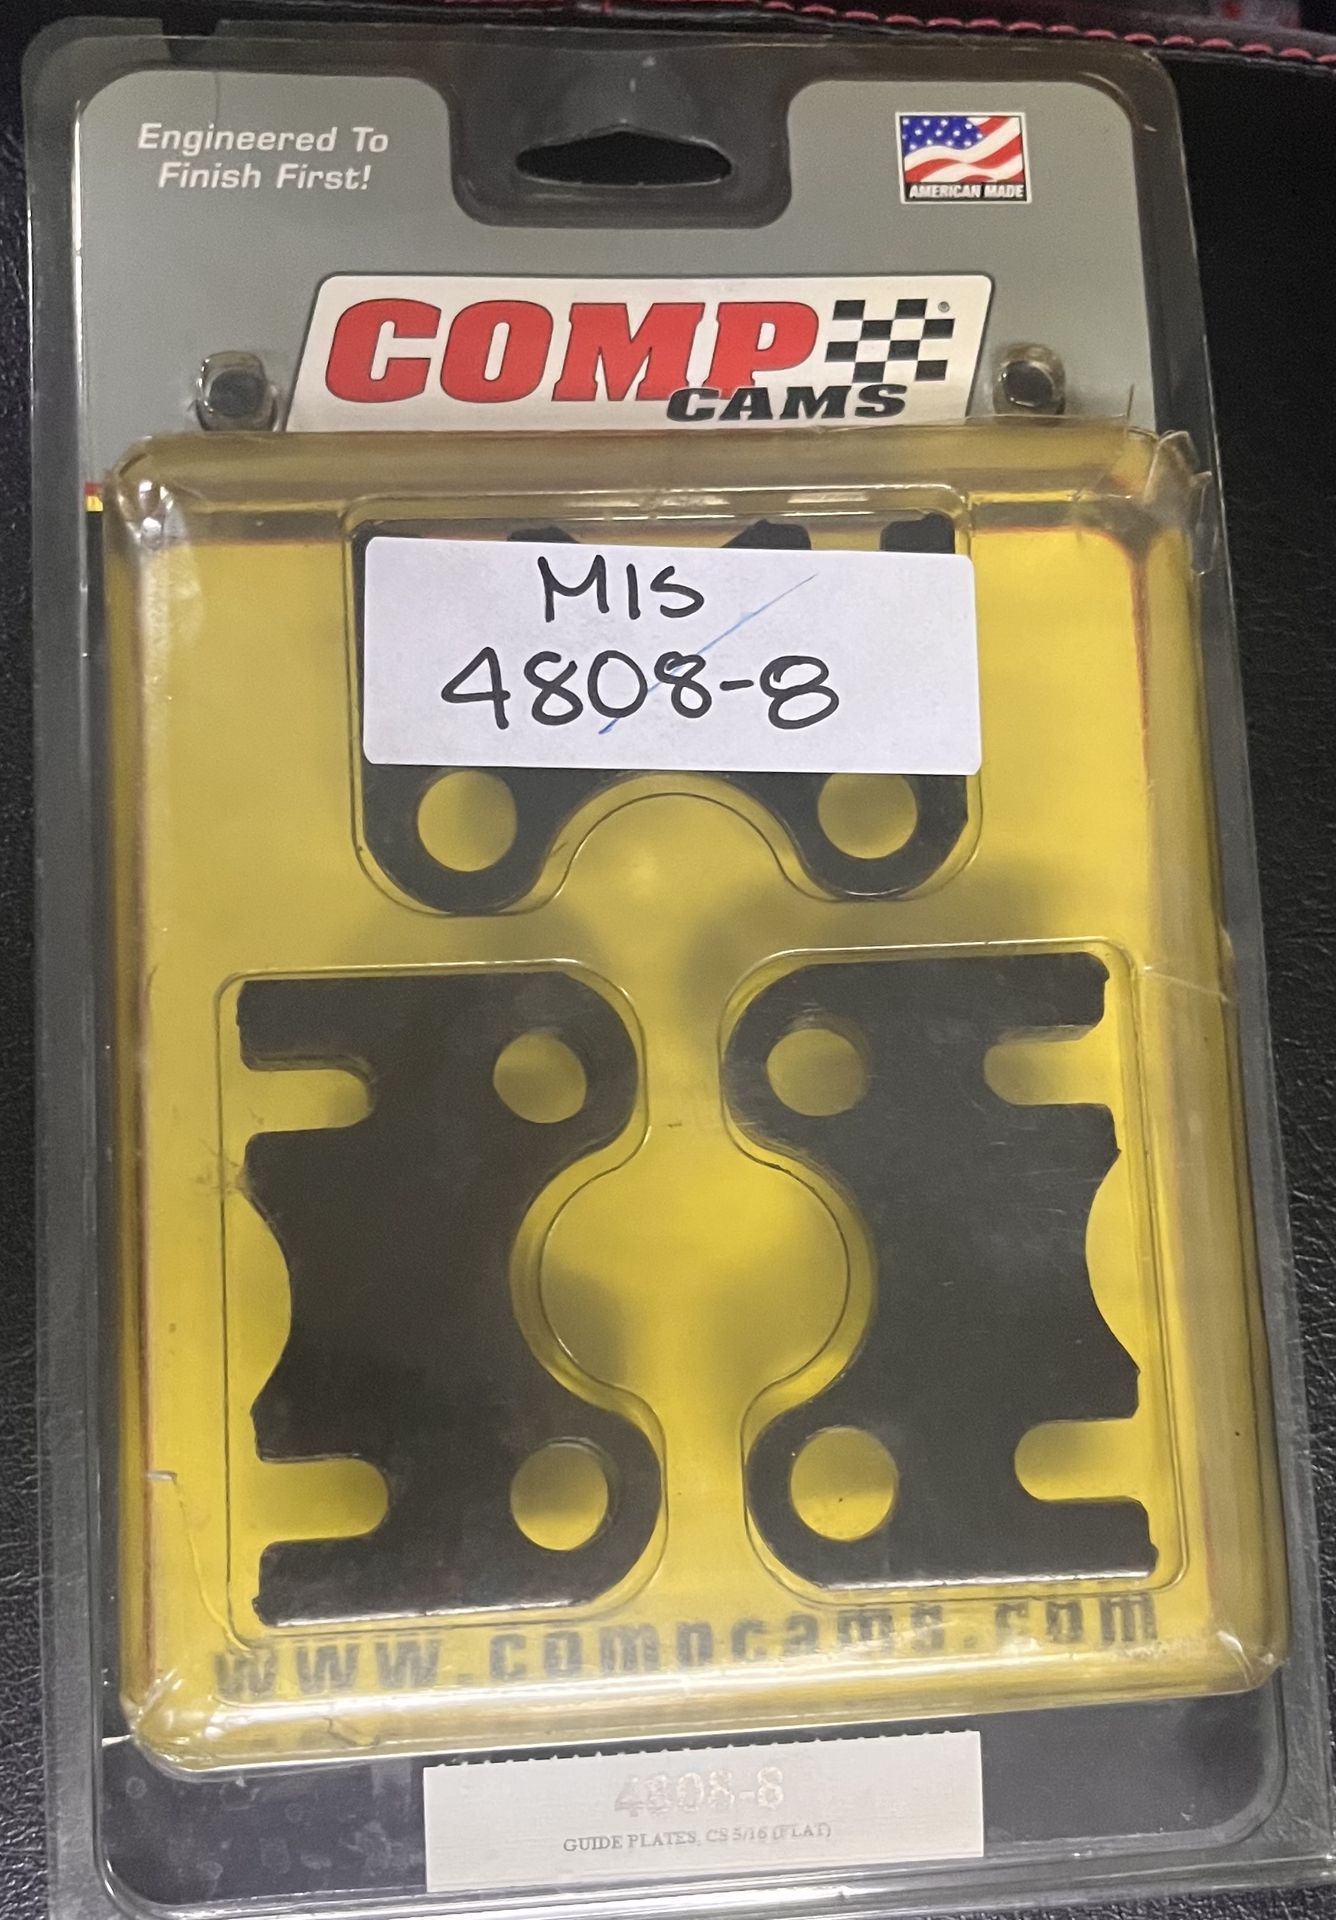 Engineered To
Finish First!
AMERICAN MADE
COMP
CAMS
MIS
4808-8
www.compcams.com
4808-8
GUIDE PLATES, CS 5/16 (FLAT)